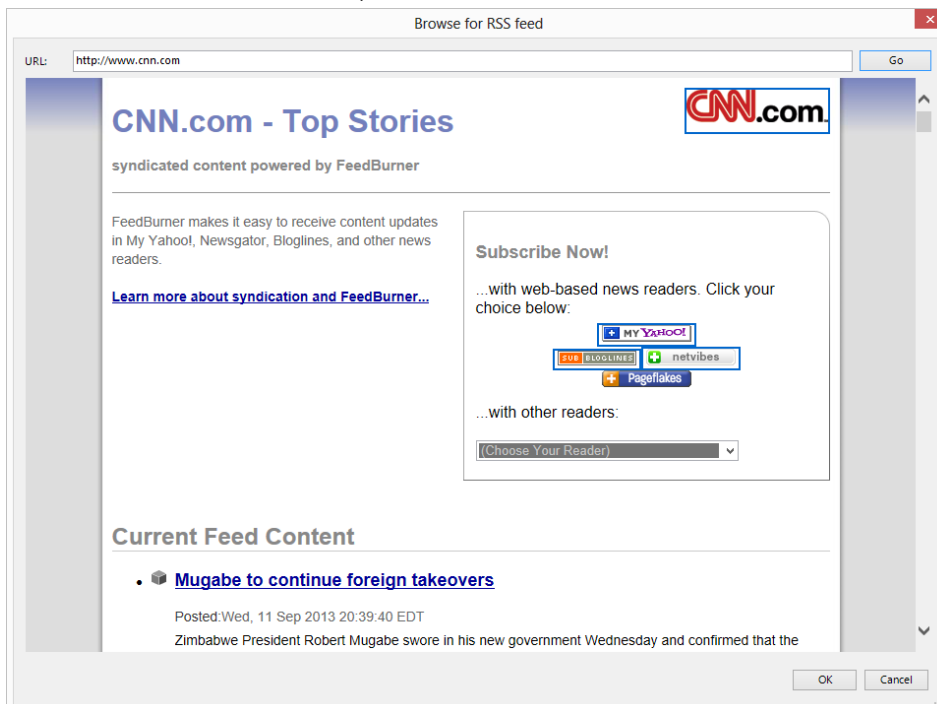 Browse for RSS feed
URL:
http://www.cnn.com
Go
CNN.com - Top Stories
CNN.com.
syndicated content powered by FeedBurner
FeedBurner makes it easy to receive content updates
in My Yahoo!, Newsgator, Bloglines, and other news
readers.
Learn more about syndication and FeedBurner...
Subscribe Now!
...with web-based news readers. Click your
choice below:
MY YAHOO!
SUB BLOGLINES
netvibes
Pageflakes
...with other readers:
(Choose Your Reader)
Current Feed Content
Mugabe to continue foreign takeovers
Posted:Wed, 11 Sep 2013 20:39:40 EDT
Zimbabwe President Robert Mugabe swore in his new government Wednesday and confirmed that the
OK
Cancel